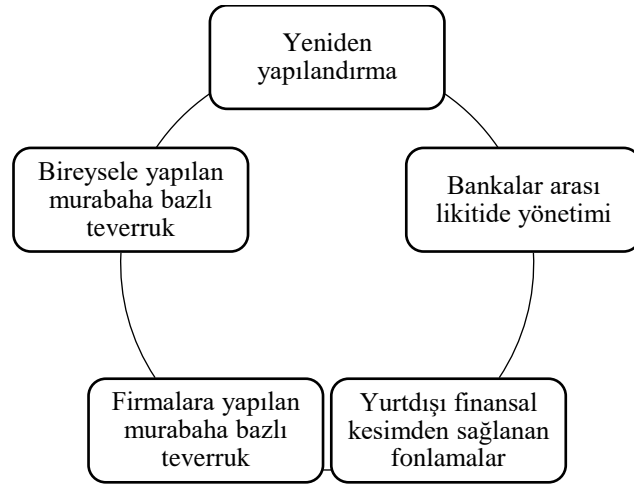 Yeniden
yapılandırma
Bireysele yapılan
murabaha bazlı
teverruk
Bankalar arası
likitide yönetimi
Firmalara yapılan
murabaha bazlı
teverruk
Yurtdışı finansal
kesimden sağlanan
fonlamalar